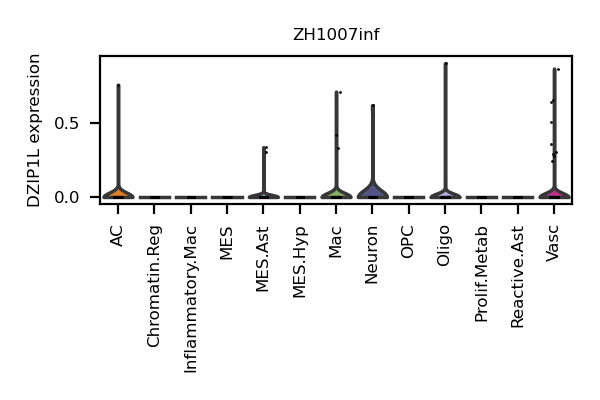 ZH1007inf
DZIP1L expression
0.5
0.0
AC
Chromatin.Reg
Inflammatory.Mac
MES
MES.Ast
MES.Hyp
Mac
Neuron
OPC
Oligo
Prolif.Metab
Reactive.Ast
Vasc